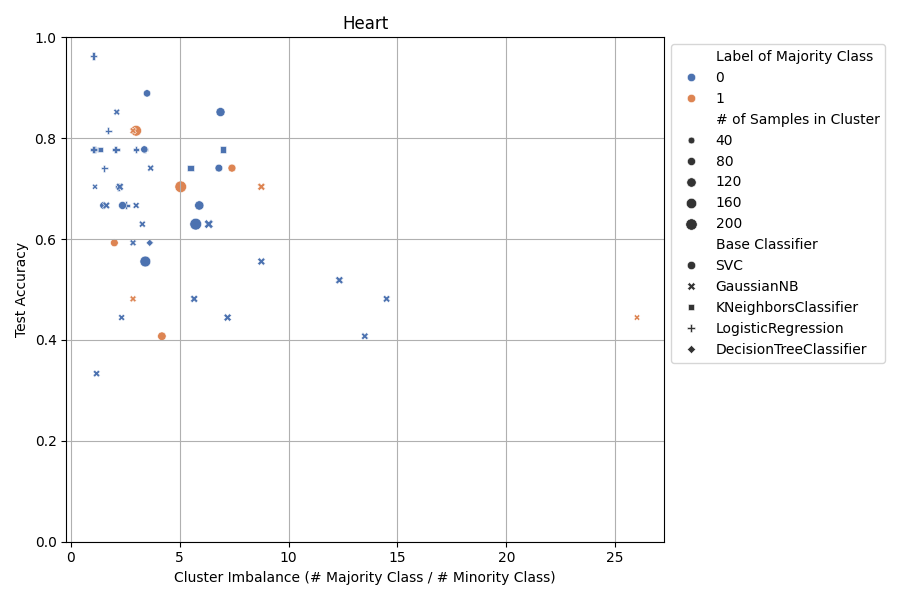 Heart
1.0
0.8
0.6
0.4
0.2
0.0
Test Accuracy
0
5
10
15
20
25
Cluster Imbalance (# Majority Class / # Minority Class)
Label of Majority Class
0
1
# of Samples in Cluster
40
80
120
160
200
Base Classifier
SVC
GaussianNB
KNeighborsClassifier
LogisticRegression
DecisionTreeClassifier